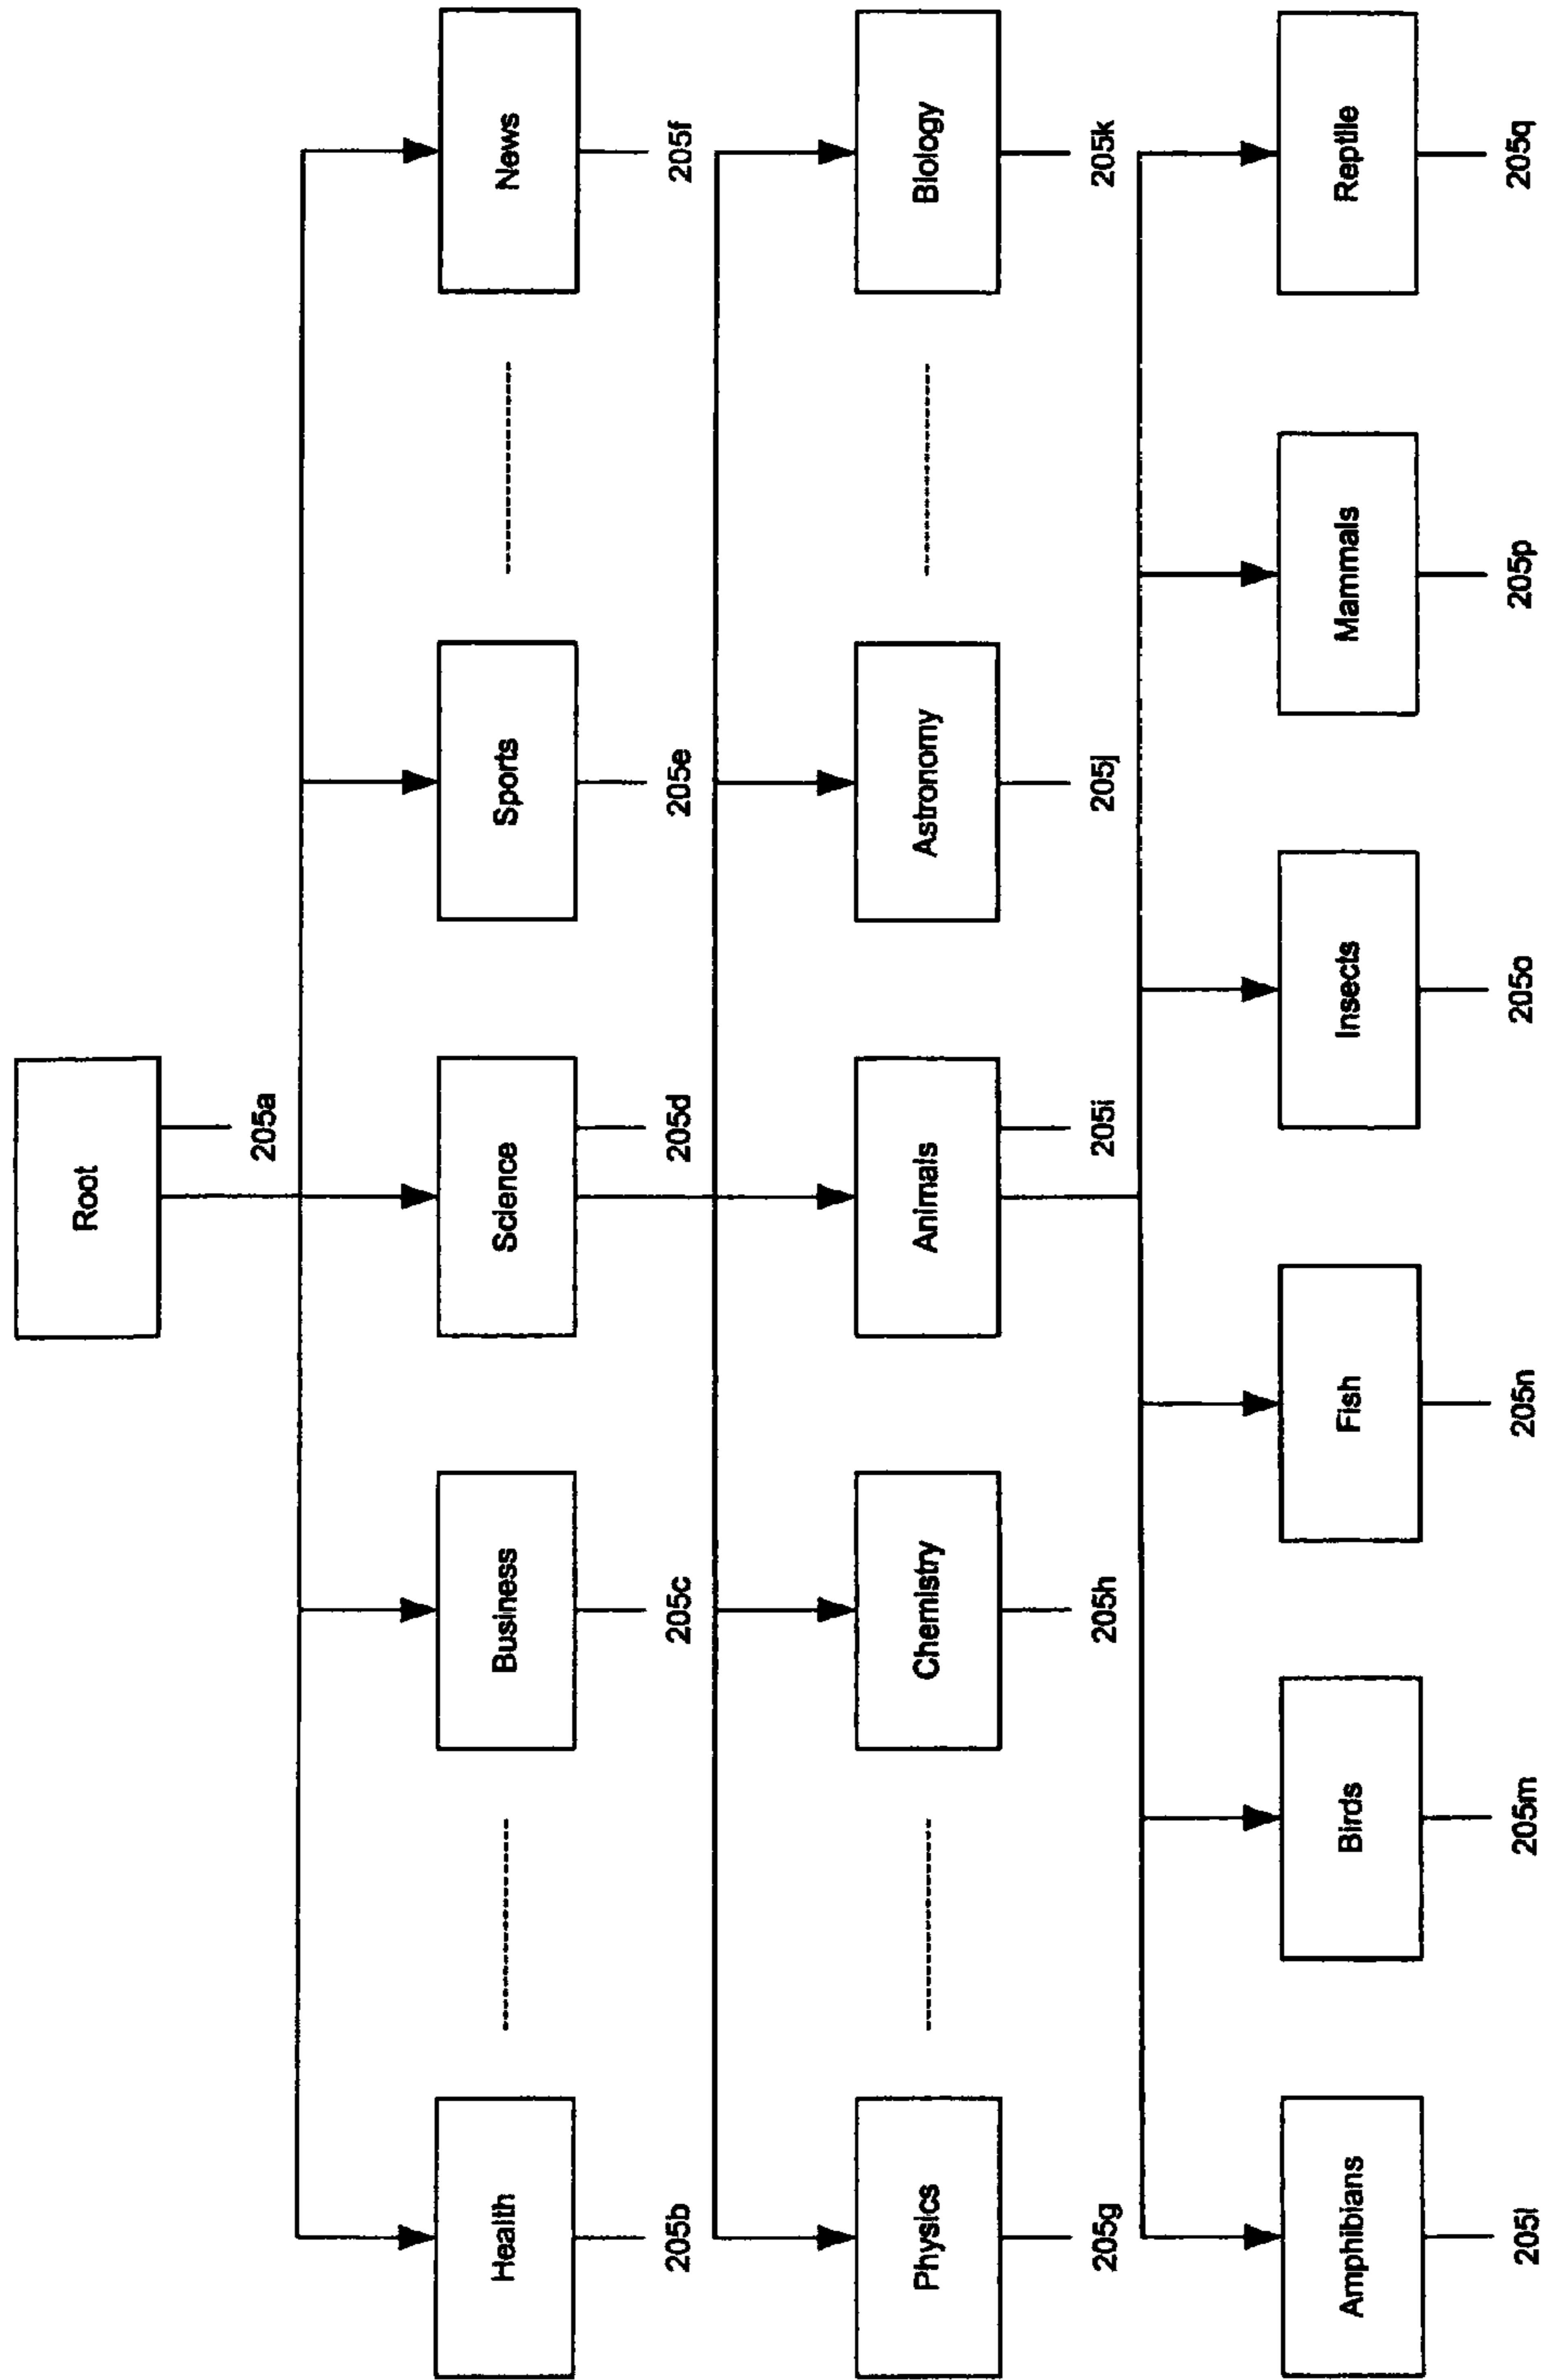 Root
205a
Health
Business
Science
Sports
News
205b
205c
205d
205e
205f
Physics
Chemistry
Animals
Astronomy
Biology
205g
205h
205i
205j
205k
Amphibians
Birds
Fish
Insects
Mammals
Reptile
205l
205m
205n
205o
205p
205q